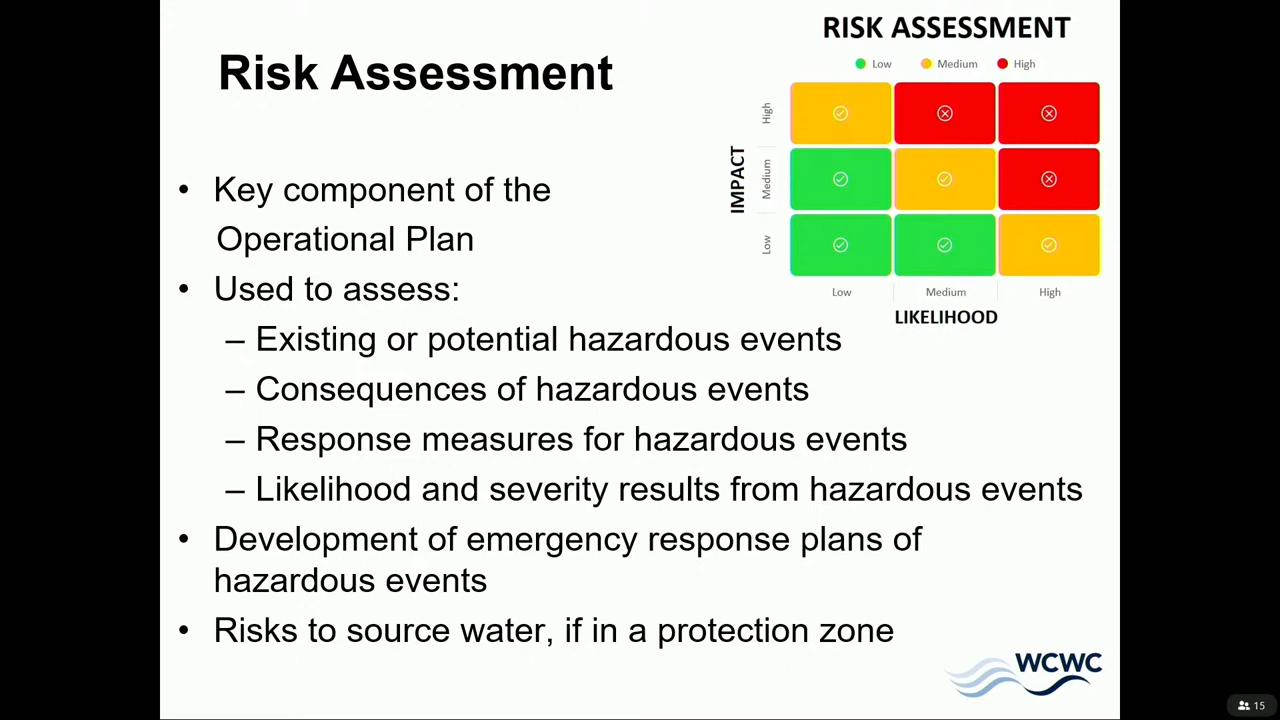 Risk Assessment
• Key component of the
Operational Plan
• Used to assess:
– Existing or potential hazardous events
– Consequences of hazardous events
– Response measures for hazardous events
– Likelihood and severity results from hazardous events
• Development of emergency response plans of
hazardous events
• Risks to source water, if in a protection zone
RISK ASSESSMENT
Low Medium High
IMPACT
High
Medium
Low
Low Medium High
LIKELIHOOD
WCWC
15